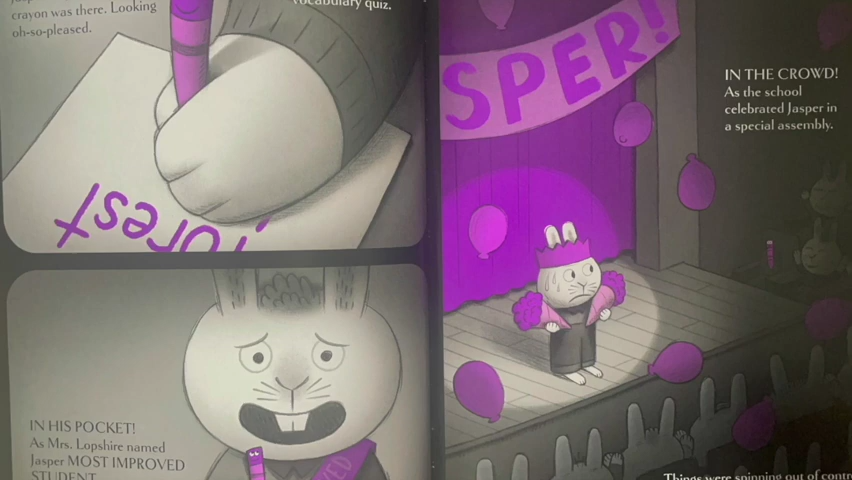 crayon was there. Looking
oh-so-pleased.
vocabulary quiz.
forest
IN HIS POCKET!
As Mrs. Lopshire named
Jasper MOST IMPROVED
STUDENT
VED
SPER!
IN THE CROWD!
As the school
celebrated Jasper in
a special assembly.
Things were spinning out of contr